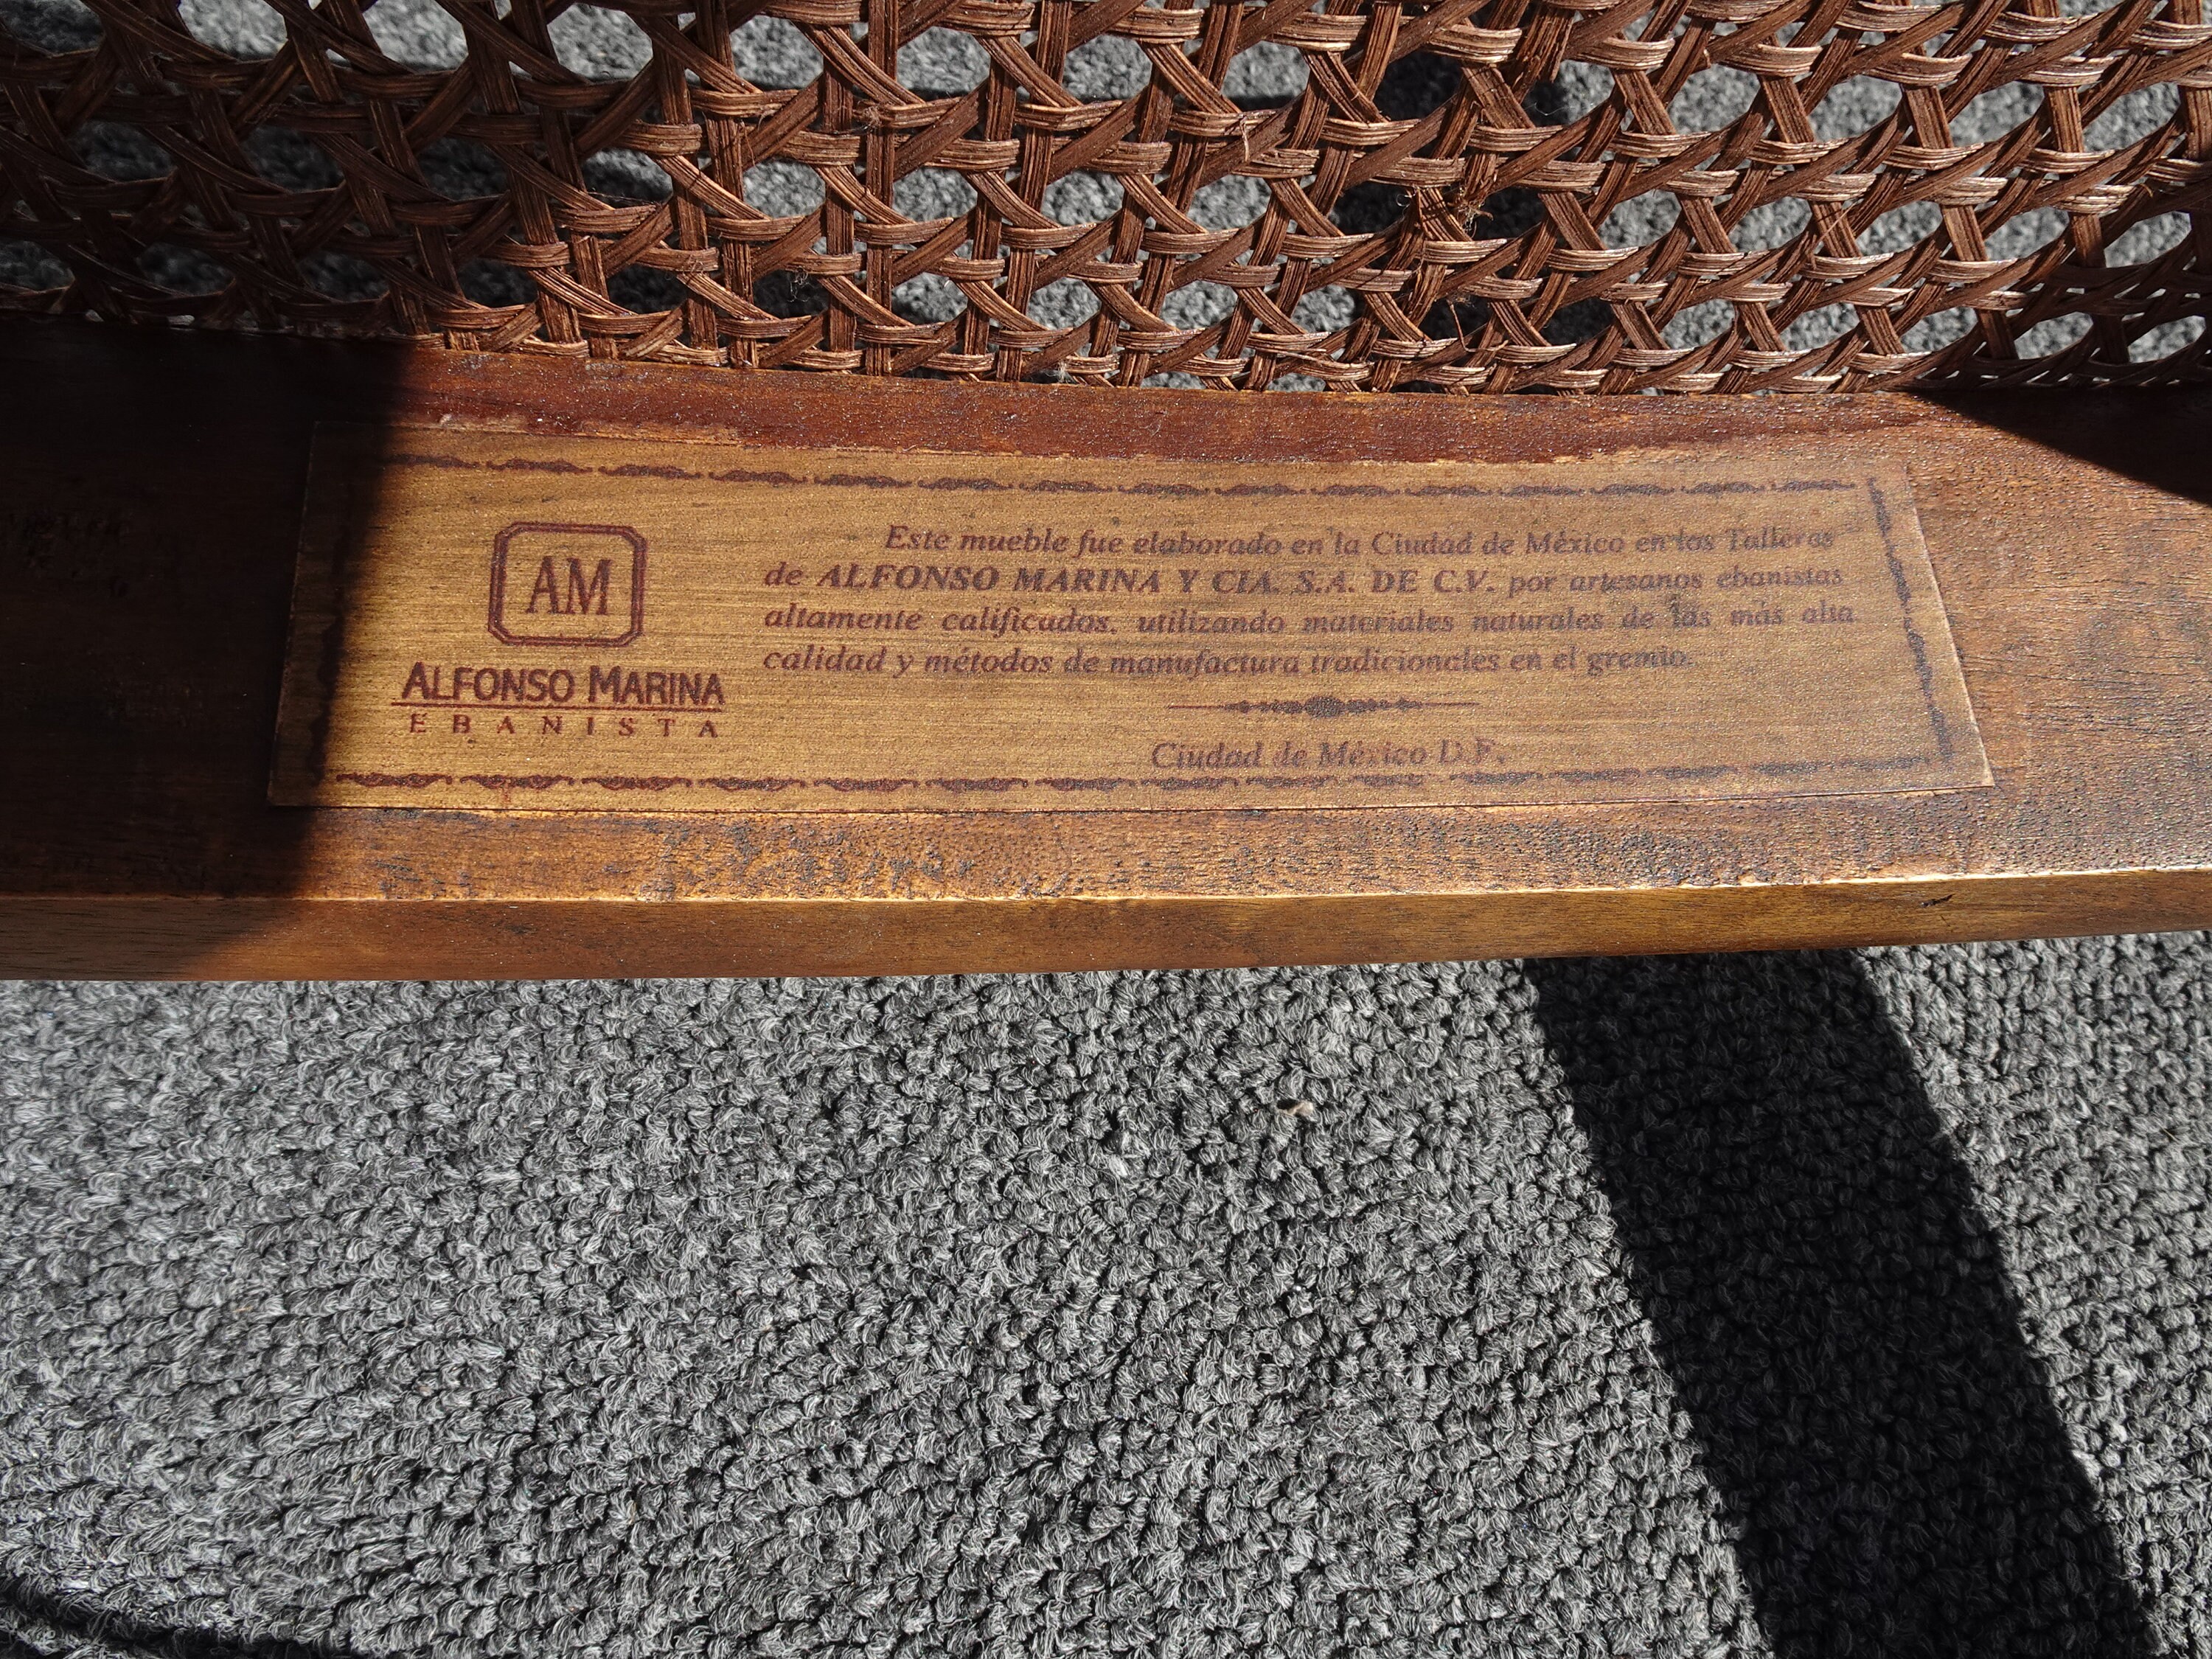 AM
ALFONSO MARINA
EBANISTA
Este mueble fue elaborado en la Ciudad de México en los Talleres
de ALFONSO MARINA Y CIA. S.A. DE C.V. por artesanos ebanistas
altamente calificados, utilizando materiales naturales de las más alta
calidad y métodos de manufactura tradicionales en el gremio.
Ciudad de México D.F.